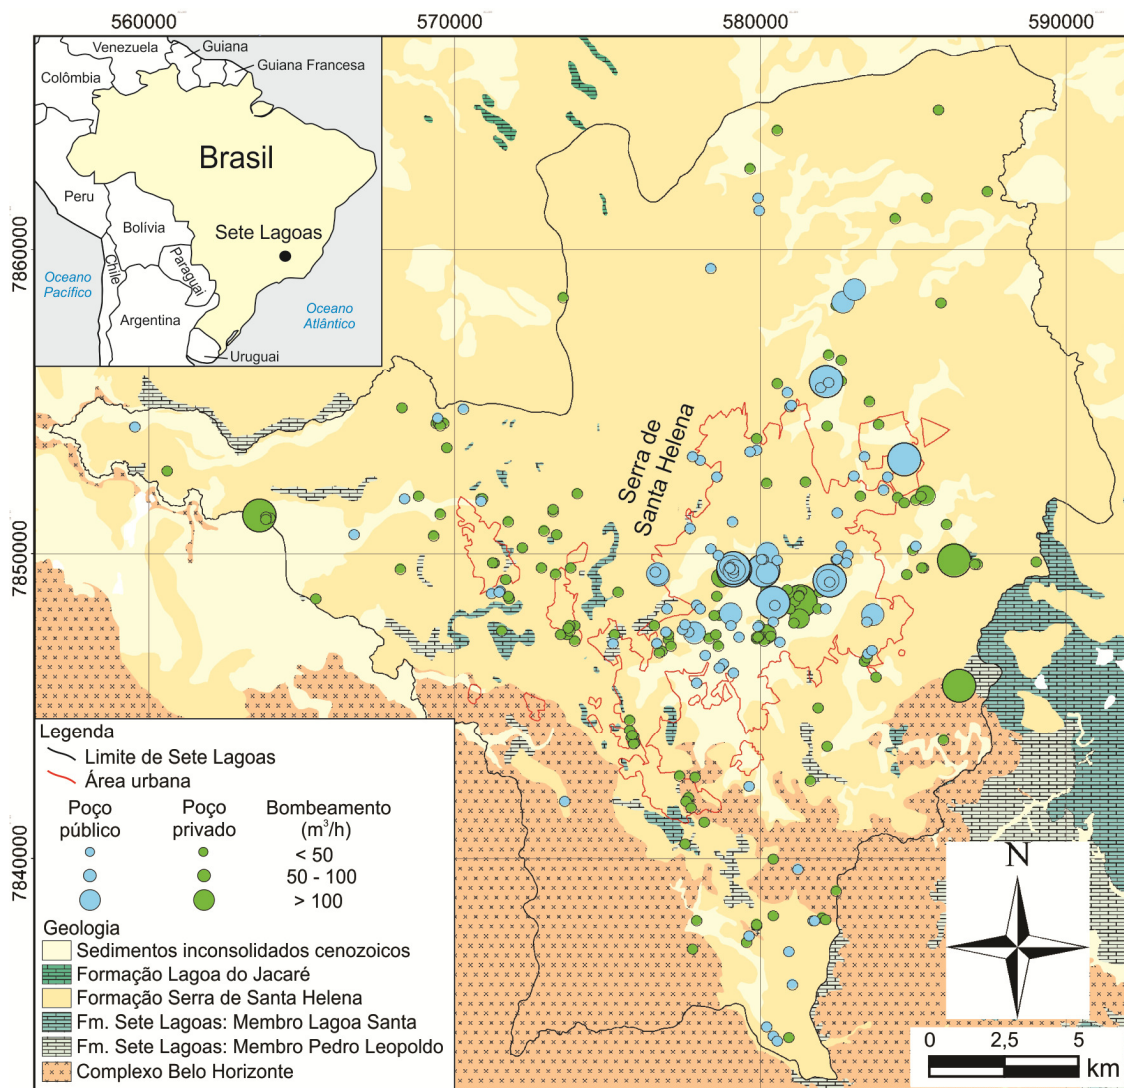 560000
570000
580000
590000
Venezuela
Guiana
Guiana Francesa
Colômbia
Brasil
Peru
Bolívia
Sete Lagoas
Paraguai
Chile
Oceano
Pacífico
Oceano
Atlântico
Argentina
Uruguai
7860000
7850000
7840000
Serra de
Santa Helena
Legenda
Limite de Sete Lagoas
Área urbana
Poço
público
Poço
privado
Bombeamento
(m³/h)
< 50
50 - 100
> 100
Geologia
Sedimentos inconsolidados cenozoicos
Formação Lagoa do Jacaré
Formação Serra de Santa Helena
Fm. Sete Lagoas: Membro Lagoa Santa
Fm. Sete Lagoas: Membro Pedro Leopoldo
Complexo Belo Horizonte
N
0 2,5 5
km